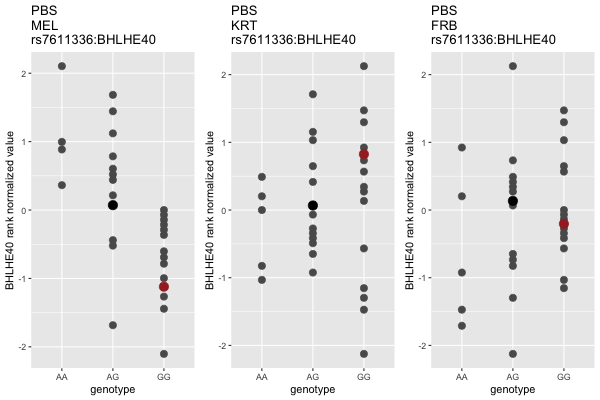 PBS
MEL
rs7611336:BHLHE40
PBS
KRT
rs7611336:BHLHE40
PBS
FRB
rs7611336:BHLHE40
BHLHE40 rank normalized value
2
1
0
-1
-2
AA AG GG
genotype
BHLHE40 rank normalized value
2
1
0
-1
-2
AA AG GG
genotype
BHLHE40 rank normalized value
2
1
0
-1
-2
AA AG GG
genotype